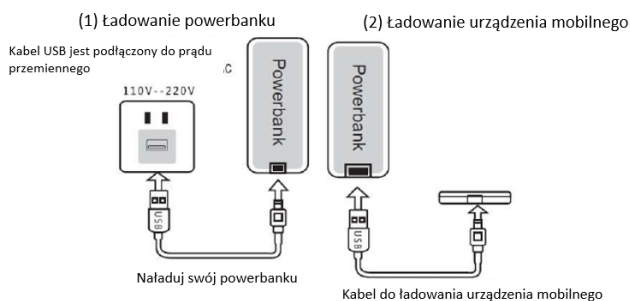 (1) Ładowanie powerbanku
(2) Ładowanie urządzenia mobilnego
Kabel USB jest podłączony do prądu
przemiennego
C
110V--220V
Powerbank
Powerbank
USB
USB
Naładuj swój powerbanku
Kabel do ładowania urządzenia mobilnego